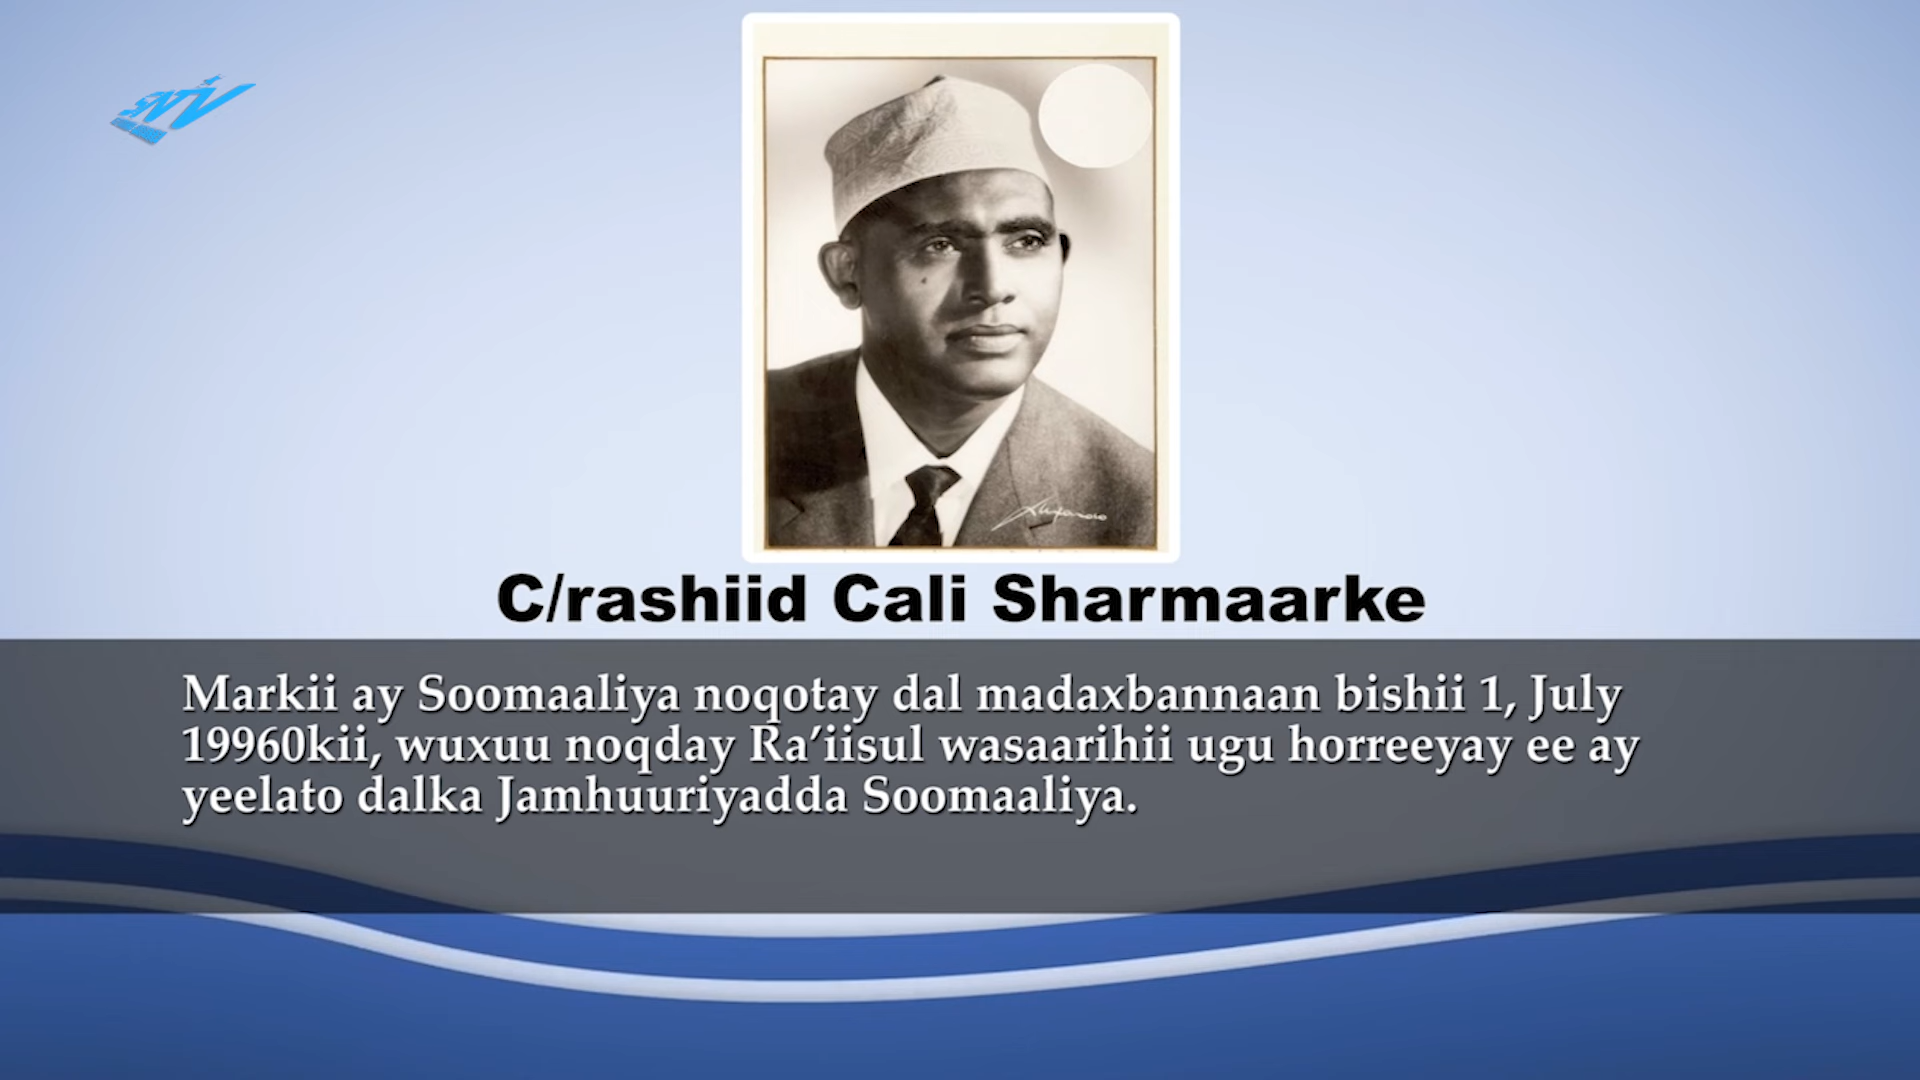 SNTV
C/rashiid Cali Sharmaarke
Markii ay Soomaaliya noqotay dal madaxbannaan bishii 1, July
19960kii, wuxuu noqday Ra’iisul wasaarihii ugu horreeyay ee ay
yeelato dalka Jamhuuriyadda Soomaaliya.